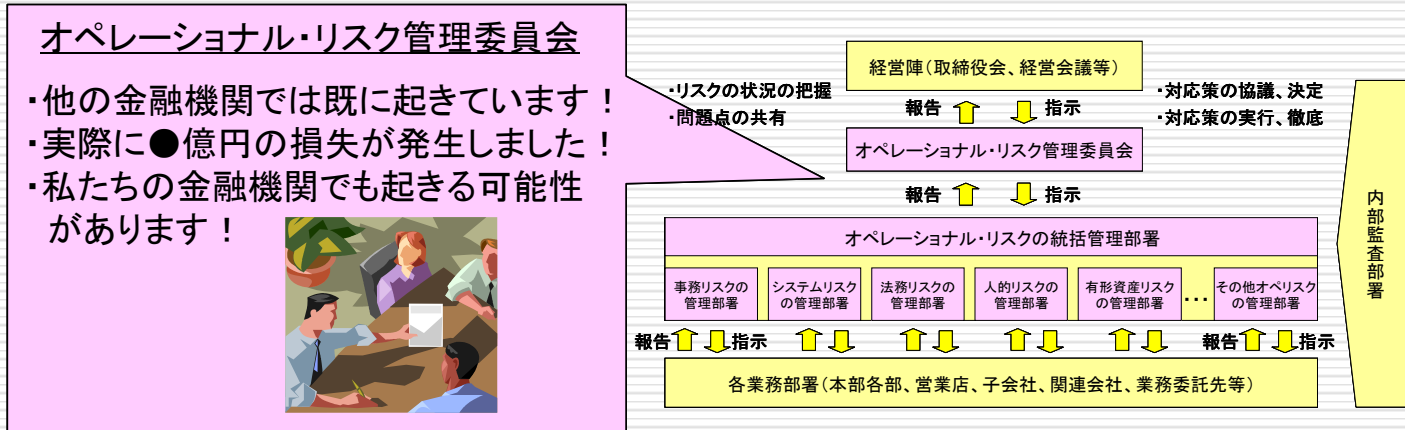 オペレーショナル・リスク管理委員会
・他の金融機関では既に起きています！
・実際に●億円の損失が発生しました！
・私たちの金融機関でも起きる可能性
があります！
経営陣（取締役会、経営会議等）
・リスクの状況の把握
・問題点の共有
報告
指示
・対応策の協議、決定
・対応策の実行、徹底
オペレーショナル・リスク管理委員会
報告
指示
オペレーショナル・リスクの統括管理部署
事務リスクの
管理部署
システムリスク
の管理部署
法務リスクの
管理部署
人的リスクの
管理部署
有形資産リスク
の管理部署
・・・
その他オペリスク
の管理部署
報告
指示
報告
指示
各業務部署（本部各部、営業店、子会社、関連会社、業務委託先等）
内部監査部署